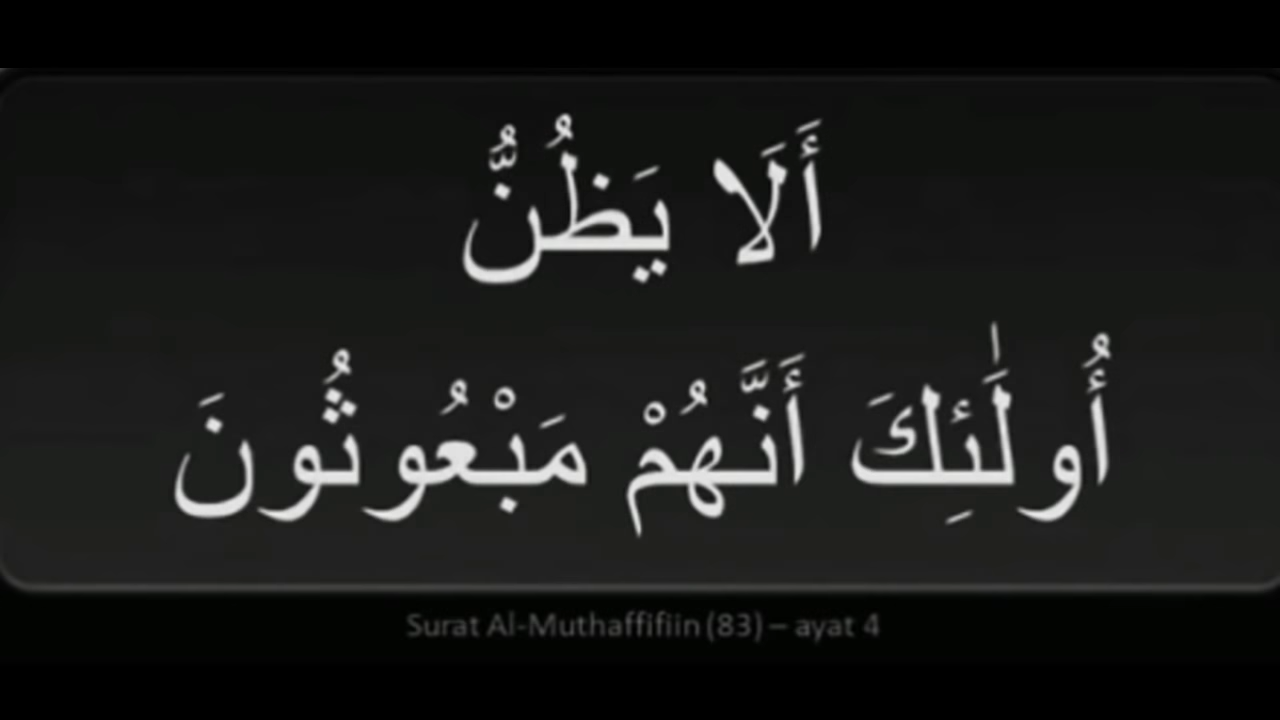 أَلَا يَظُنُّ
أُولَٰئِكَ أَنَّهُمْ مَبْعُوثُونَ
Surat Al-Muthaffifiin (83) – ayat 4